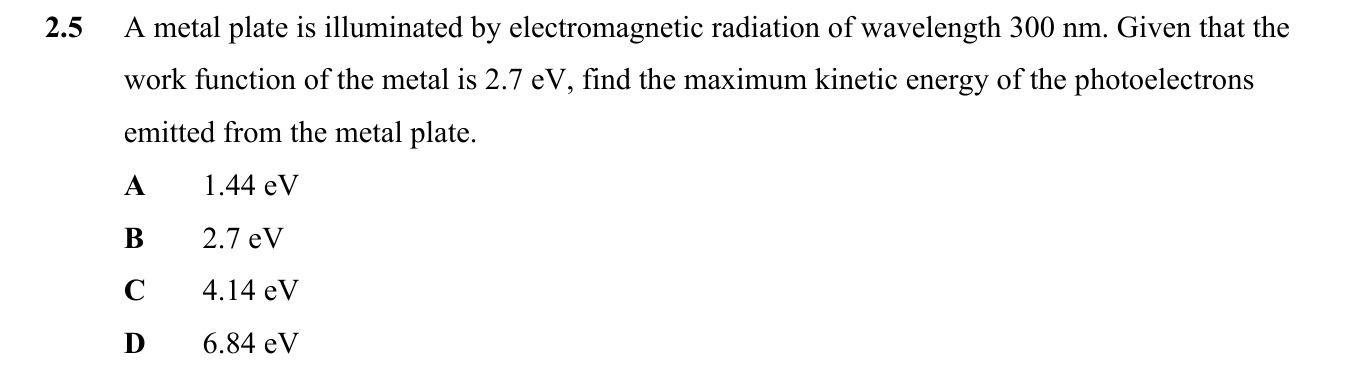 2.5 A metal plate is illuminated by electromagnetic radiation of wavelength 300 nm. Given that the
work function of the metal is 2.7 eV, find the maximum kinetic energy of the photoelectrons
emitted from the metal plate.
A 1.44 eV
B 2.7 eV
C 4.14 eV
D 6.84 eV